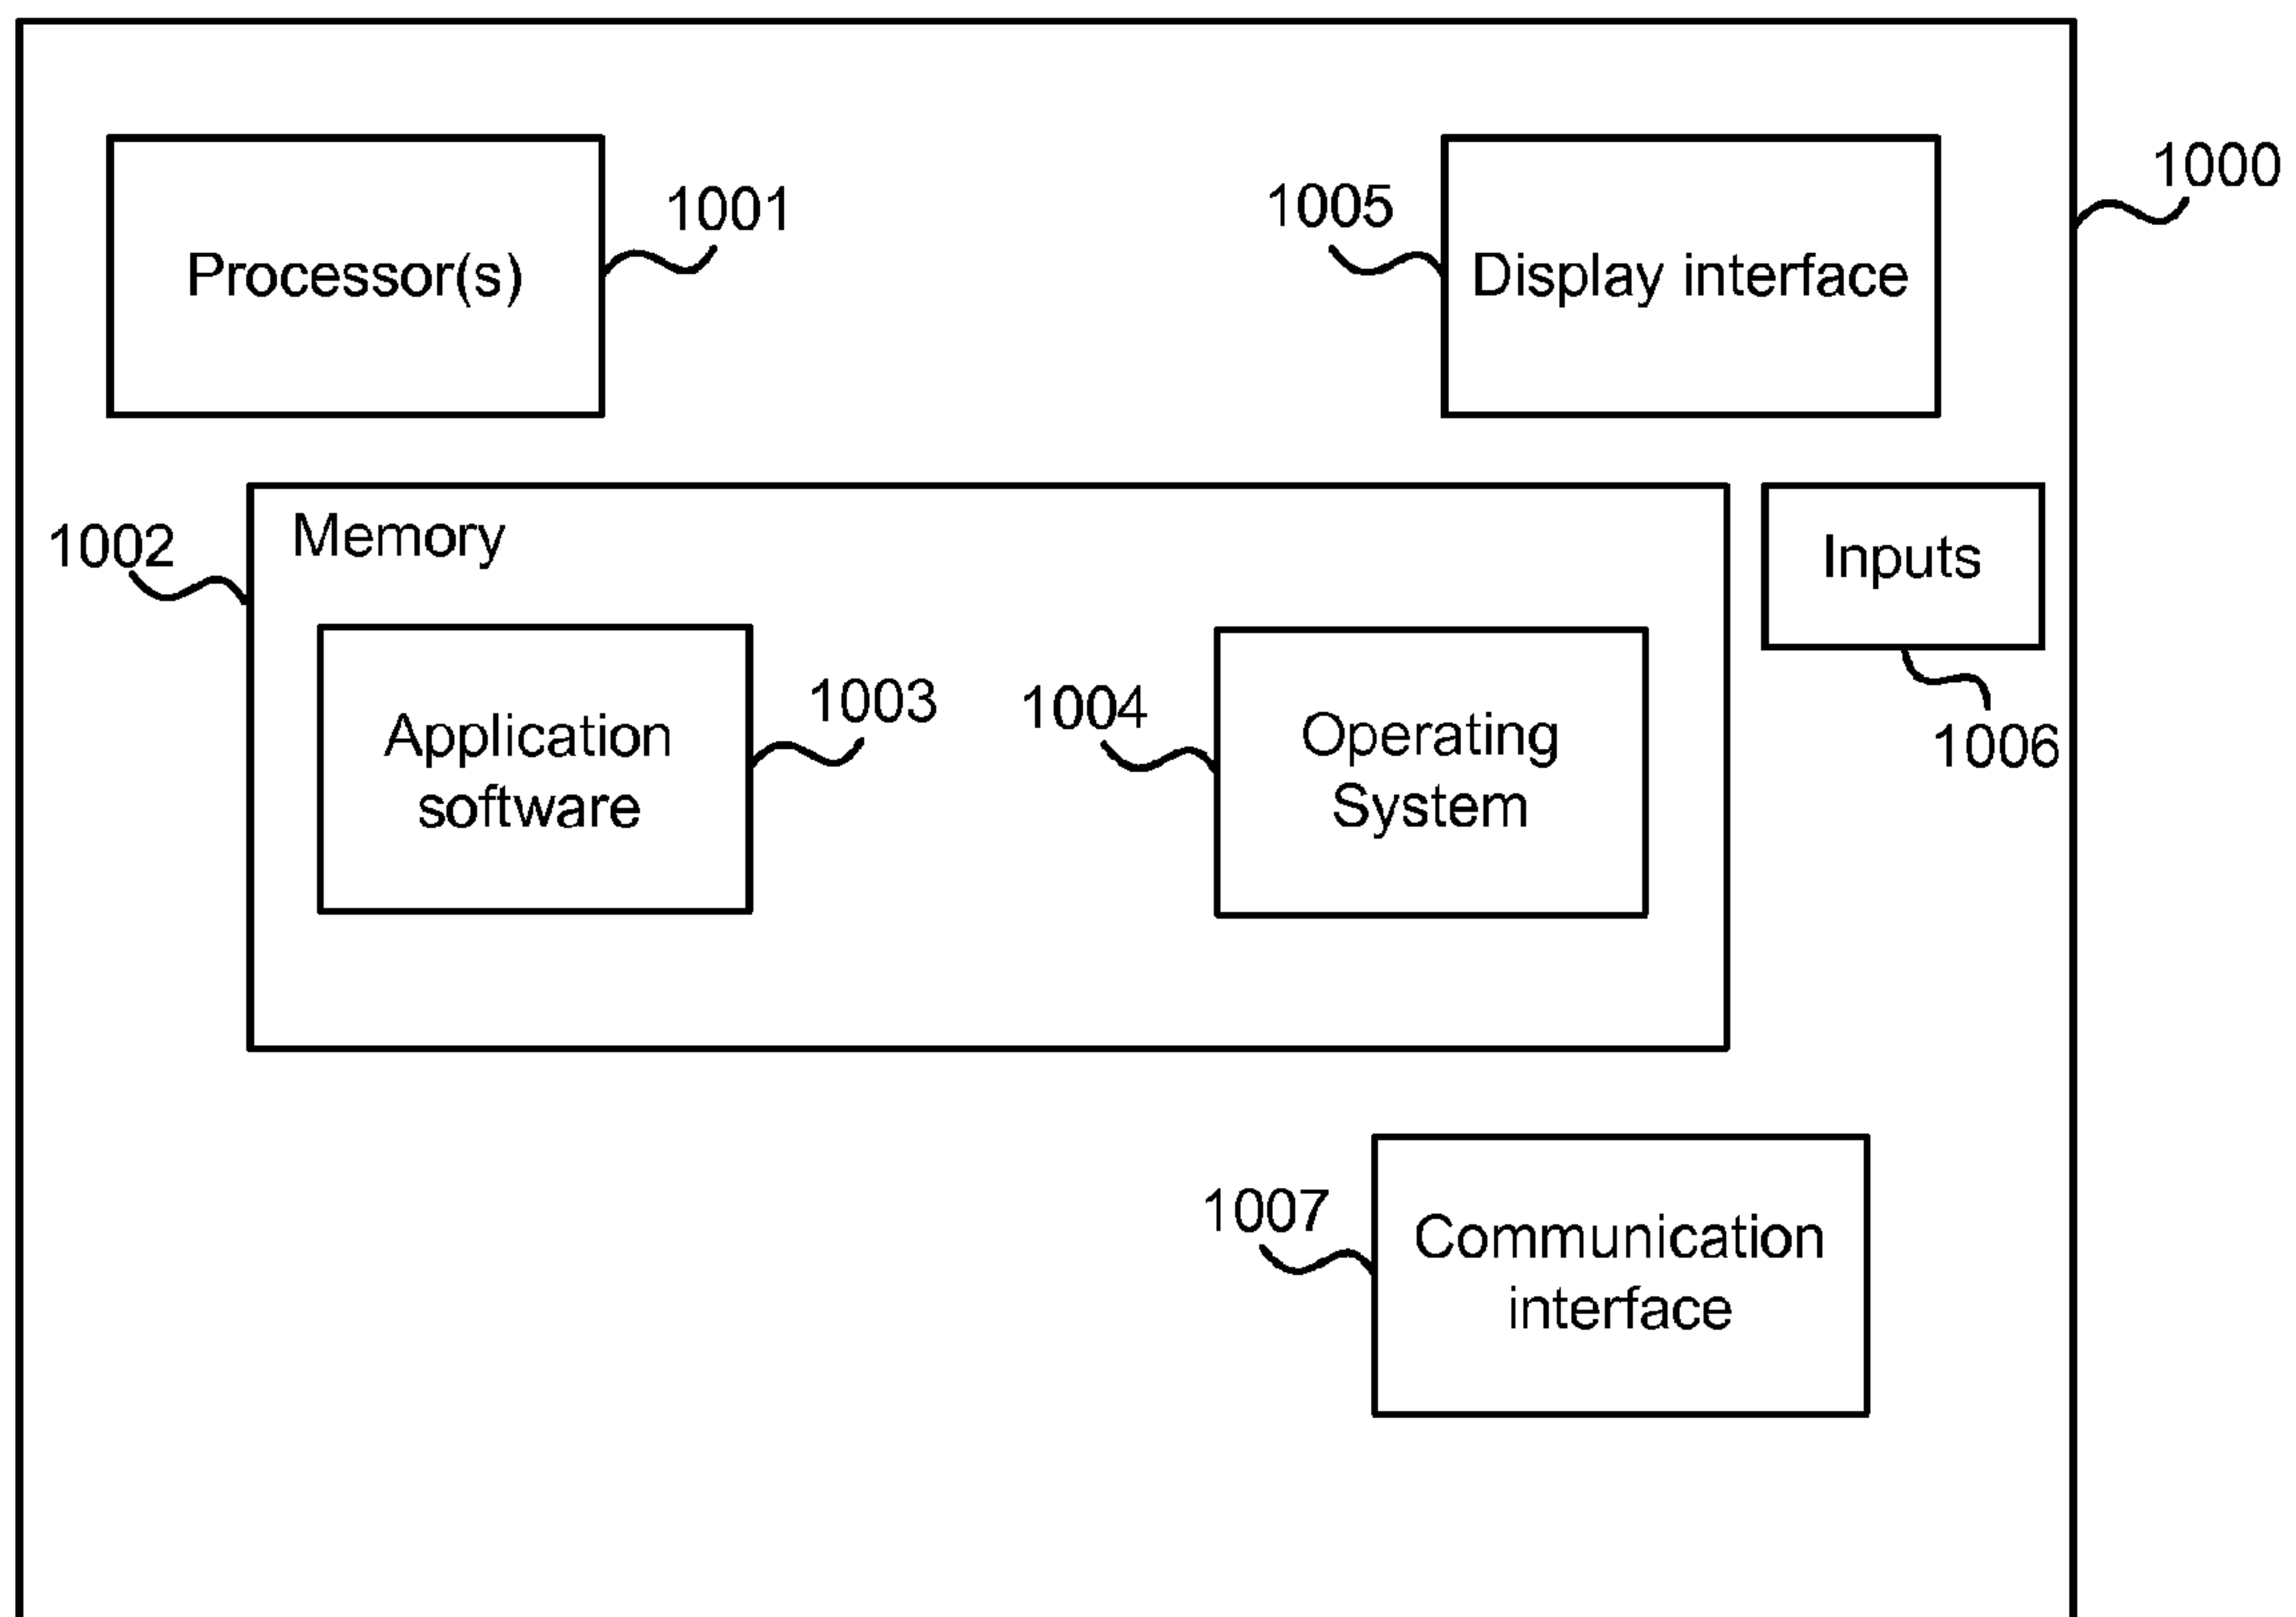 1000
1001
Processor(s)
1005
Display interface
1002
Memory
Inputs
1006
1003
Application
software
1004
Operating
System
1007
Communication
interface